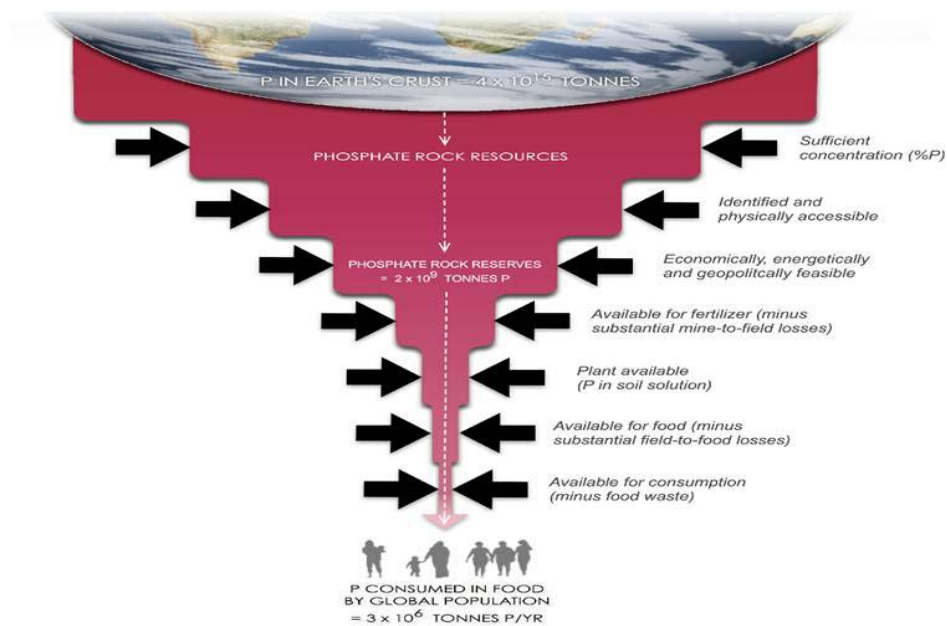 P IN EARTH'S CRUST = 4 x 10¹⁵ TONNES
Sufficient
concentration (%P)
PHOSPHATE ROCK RESOURCES
Identified and
physically accessible
Economically, energetically
and geopolitcally feasible
PHOSPHATE ROCK RESERVES
= 2 x 10⁹ TONNES P
Available for fertilizer (minus
substantial mine-to-field losses)
Plant available
(P in soil solution)
Available for food (minus
substantial field-to-food losses)
Available for consumption
(minus food waste)
P CONSUMED IN FOOD
BY GLOBAL POPULATION
= 3 x 10⁶ TONNES P/YR